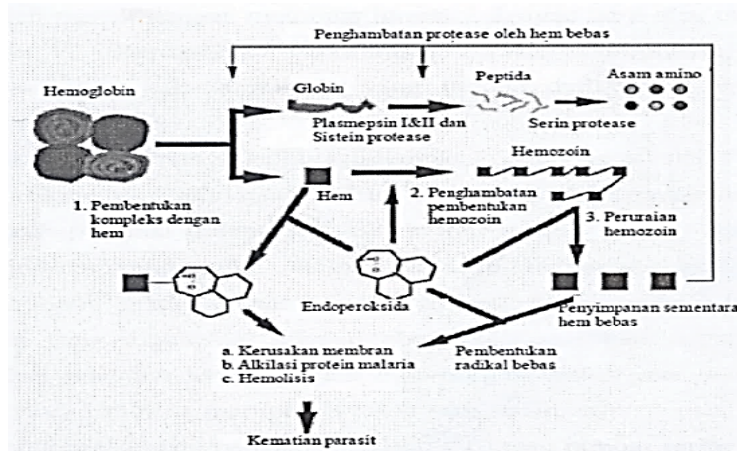 Penghambatan protease oleh hem bebas
Hemoglobin
Globin
Peptida
Asam amino
Plasmepsin I&II dan
Sistein protease
Serin protease
Hemozoin
Hem
1. Pembentukan
kompleks dengan
hem
2. Penghambatan
pembentukan
hemozoin
3. Peruraian
hemozoin
Endoperoksida
Penyimpanan sementara
hem bebas
a. Kerusakan membran
b. Alkilasi protein malaria
c. Hemolisis
Pembentukan
radikal bebas
Kematian parasit